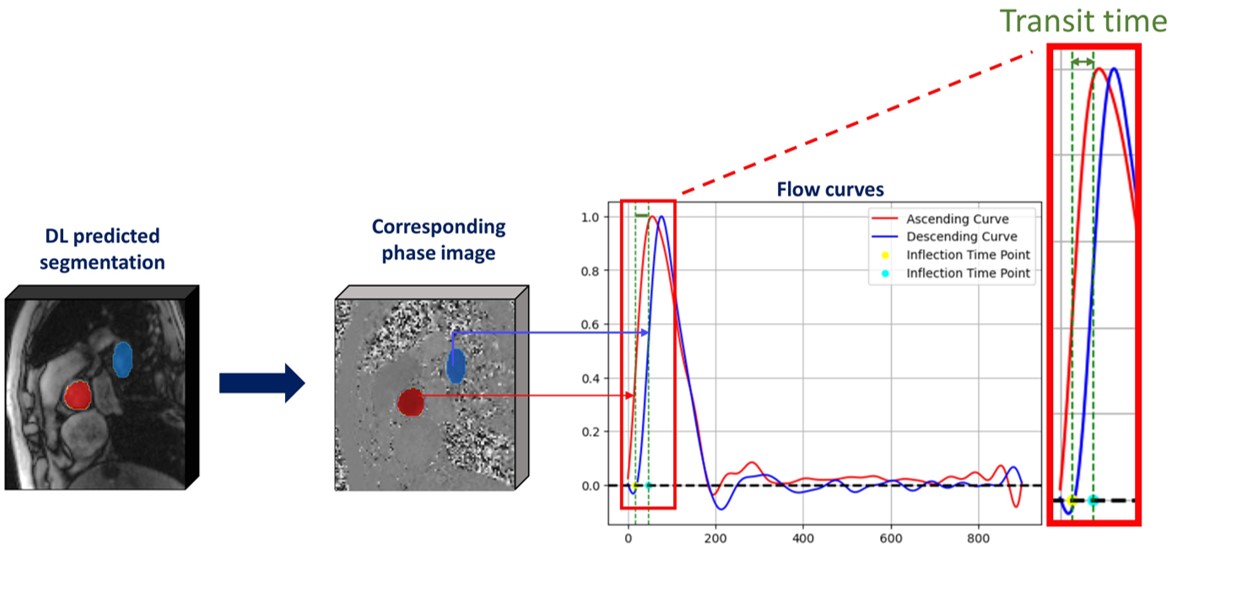 Transit time
DL predicted
segmentation
Corresponding
phase image
Flow curves
Ascending Curve
Descending Curve
Inflection Time Point
Inflection Time Point
1.0
0.8
0.6
0.4
0.2
0.0
0
200
400
600
800